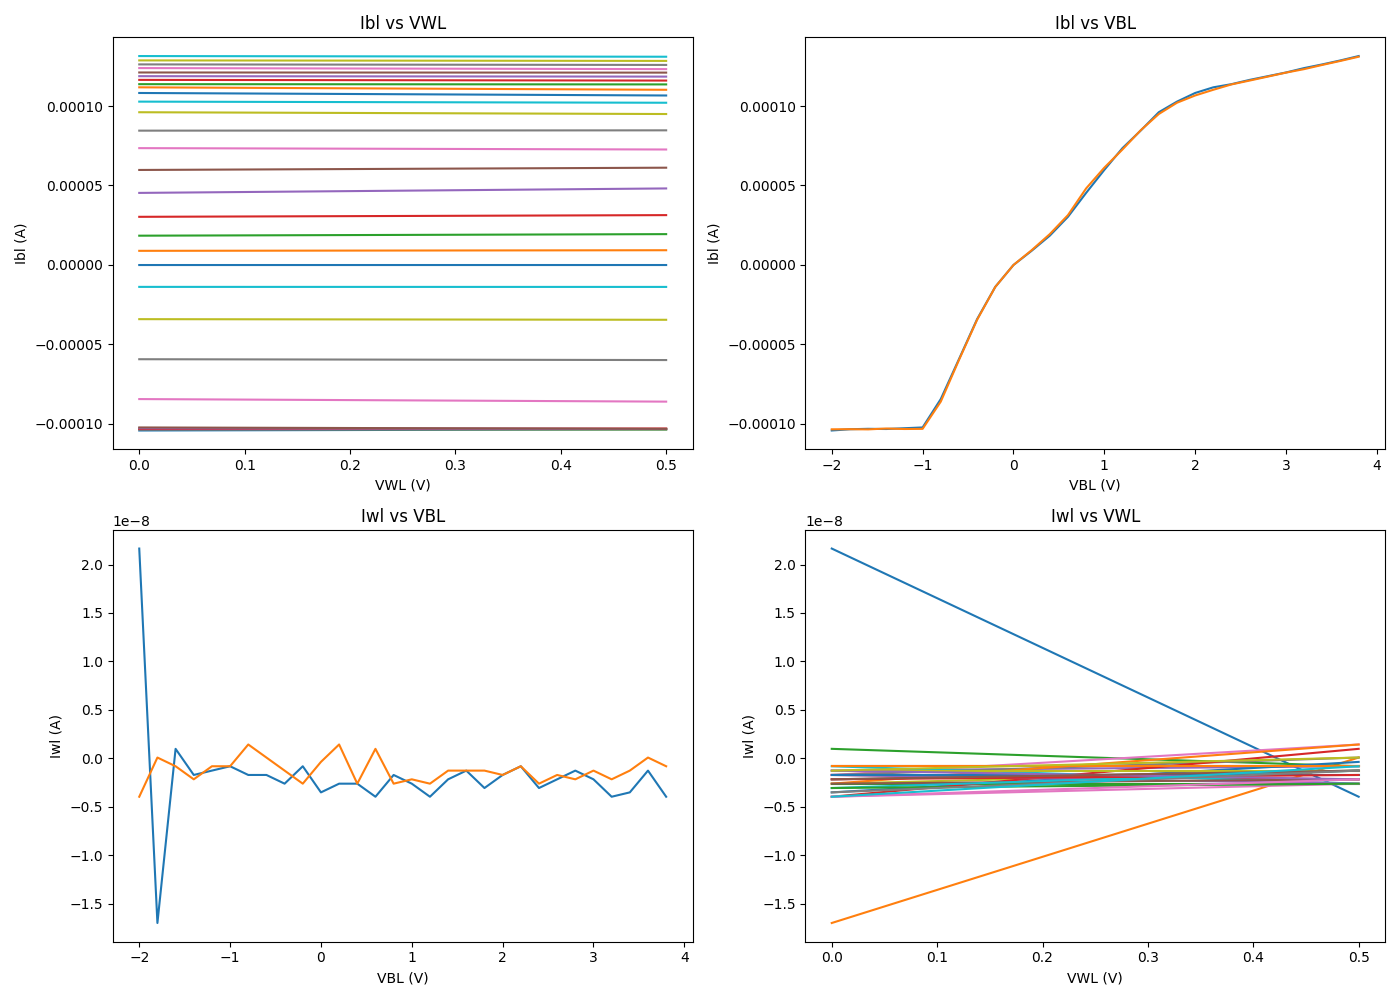 Ibl vs VWL
Ibl (A)
0.00010
0.00005
0.00000
−0.00005
−0.00010
0.0 0.1 0.2 0.3 0.4 0.5
VWL (V)
Ibl vs VBL
Ibl (A)
0.00010
0.00005
0.00000
−0.00005
−0.00010
−2 −1 0 1 2 3 4
VBL (V)
Iwl vs VBL
1e−8
Iwl (A)
2.0
1.5
1.0
0.5
0.0
−0.5
−1.0
−1.5
−2 −1 0 1 2 3 4
VBL (V)
Iwl vs VWL
1e−8
Iwl (A)
2.0
1.5
1.0
0.5
0.0
−0.5
−1.0
−1.5
0.0 0.1 0.2 0.3 0.4 0.5
VWL (V)